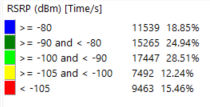 RSRP (dBm) [Time/s]
>= -80 11539 18.85%
>= -90 and < -80 15265 24.94%
>= -100 and < -90 17447 28.51%
>= -105 and < -100 7492 12.24%
< -105 9463 15.46%